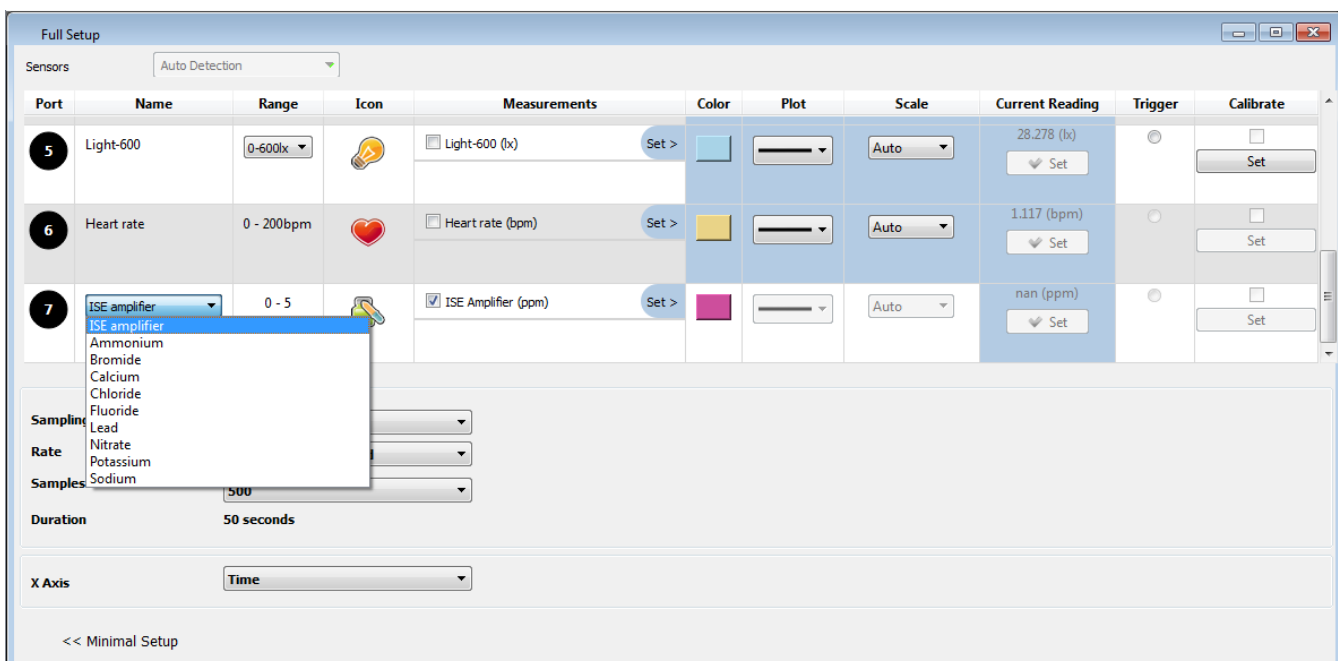 Full Setup
Sensors Auto Detection
Port Name Range Icon Measurements Color Plot Scale Current Reading Trigger Calibrate
5 Light-600 0-600lx Light-600 (lx) Set > Auto 28.278 (lx)
Set Set
6 Heart rate 0 - 200bpm Heart rate (bpm) Set > Auto 1.117 (bpm)
Set Set
7 ISE amplifier 0 - 5 ISE Amplifier (ppm) Set > Auto nan (ppm)
Set Set
ISE amplifier
Ammonium
Bromide
Calcium
Chloride
Fluoride
Lead
Nitrate
Potassium
Sodium
Sampling
Rate
Samples 500
Duration 50 seconds
X Axis Time
<< Minimal Setup